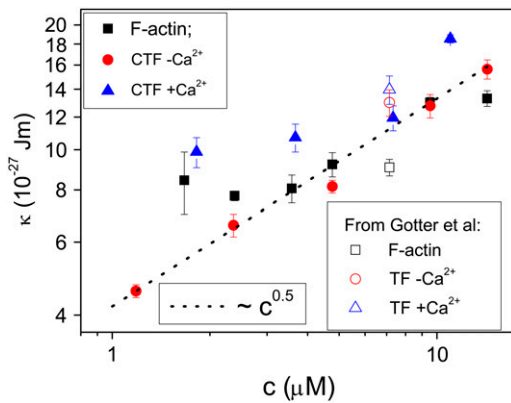 20
18
16
14
12
10
8
6
4
κ (10⁻²⁷ Jm)
F-actin;
CTF -Ca²⁺
CTF +Ca²⁺
From Gotter et al:
F-actin
TF -Ca²⁺
TF +Ca²⁺
~ c⁰·⁵
1
10
c (μM)